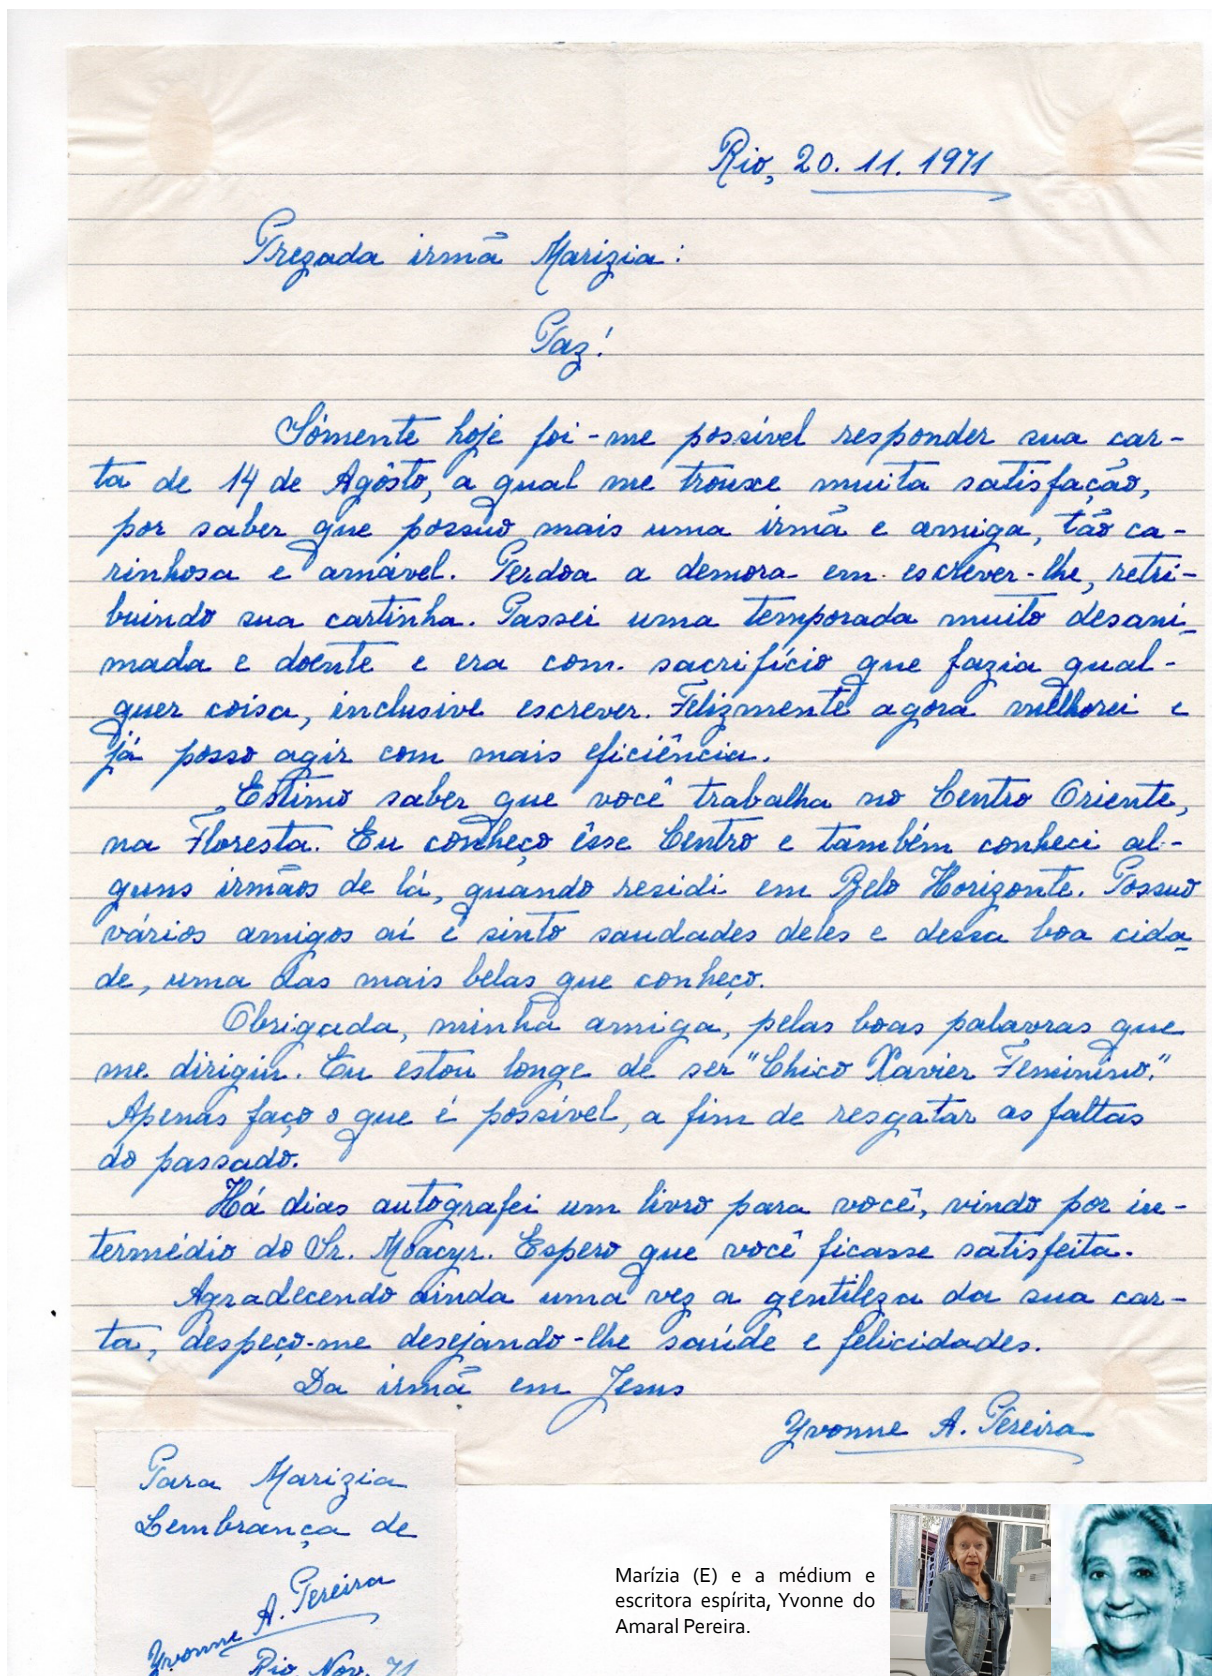 Rio, 20.11.1971
Prezada irmã Marizia:
Paz!
Sómente hoje foi-me possível responder sua car-
ta de 14 de Agôsto, a qual me trouxe muita satisfação,
por saber que possuo mais uma irmã e amiga, tão ca-
rinhosa e amável. Perdoa a demora em escrever-lhe, retri-
buindo sua cartinha. Passei uma temporada muito desani-
mada e doente e era com sacrifício que fazia qual-
quer coisa, inclusive escrever. Felizmente agora melhorei e
já posso agir com mais eficiência.
Estimo saber que você trabalha no Centro Oriente,
na Floresta. Eu conheço êsse Centro e também conheci al-
guns irmãos de lá, quando residi em Belo Horizonte. Possuo
vários amigos aí e sinto saudades deles e dessa boa cida-
de, uma das mais belas que conheço.
Obrigada, minha amiga, pelas boas palavras que
me dirigiu. Eu estou longe de ser "Chico Xavier Feminino."
Apenas faço o que é possível, a fim de resgatar as faltas
do passado.
Há dias autografei um livro para você, vindo por in-
termédio do Sr. Moacyr. Espero que você ficasse satisfeita.
Agradecendo ainda uma vez a gentileza da sua car-
ta, despeço-me desejando-lhe saúde e felicidades.
Da irmã em Jesus
Yvonne A. Pereira
Para Marizia
Lembrança de
Yvonne A. Pereira
Rio, Nov. 71
Marízia (E) e a médium e
escritora espírita, Yvonne do
Amaral Pereira.